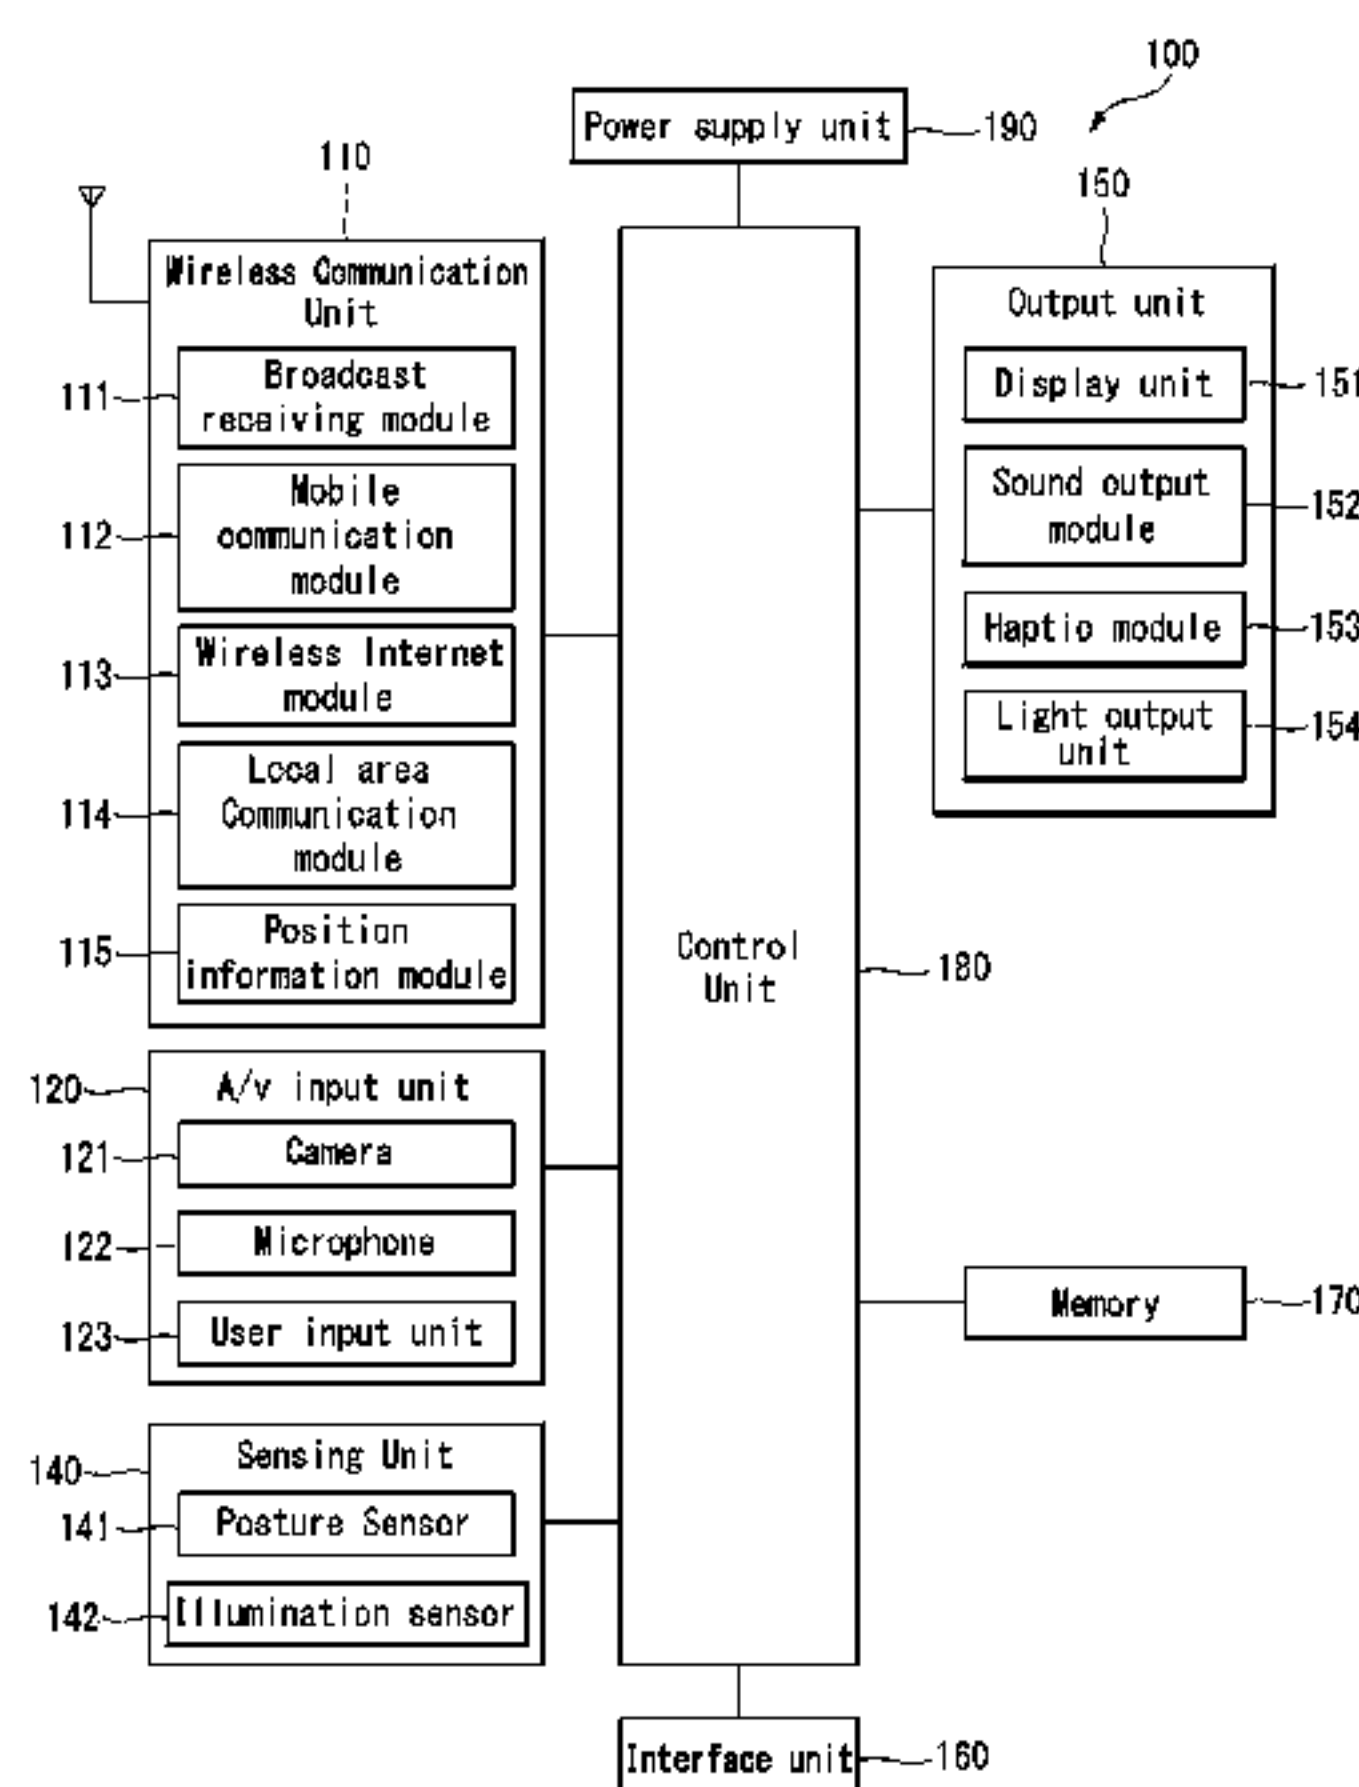 100
Power supply unit
190
110
150
Wireless Communication
Unit
Output unit
Broadcast
receiving module
111
Display unit
151
Mobile
communication
module
112
Sound output
module
152
Wireless Internet
module
113
Haptio module
153
Light output
unit
154
Local area
Communication
module
114
Position
information module
115
Control
Unit
180
A/v input unit
120
Camera
121
Microphone
122
User input unit
123
Memory
170
Sensing Unit
140
Posture Sensor
141
Illumination sensor
142
Interface unit
160